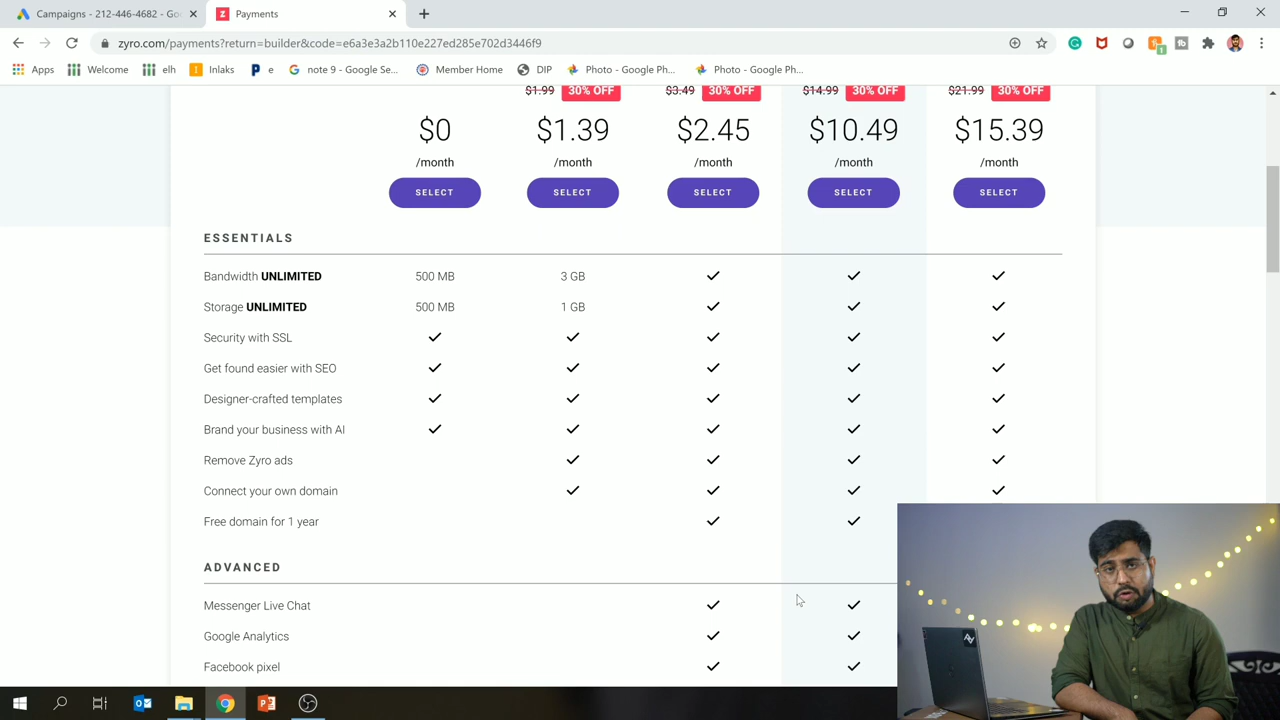 Campaigns - 212-446-4682 - Go
Payments
zyro.com/payments?return=builder&code=e6a3e3a2b110e227ed285e702d3446f9
Apps Welcome elh Inlaks e note 9 - Google Se... Member Home DIP Photo - Google Ph... Photo - Google Ph...
$1.99 30% OFF $3.49 30% OFF $14.99 30% OFF $21.99 30% OFF
$0 $1.39 $2.45 $10.49 $15.39
/month /month /month /month /month
SELECT SELECT SELECT SELECT SELECT
ESSENTIALS
Bandwidth UNLIMITED 500 MB 3 GB
Storage UNLIMITED 500 MB 1 GB
Security with SSL
Get found easier with SEO
Designer-crafted templates
Brand your business with AI
Remove Zyro ads
Connect your own domain
Free domain for 1 year
ADVANCED
Messenger Live Chat
Google Analytics
Facebook pixel